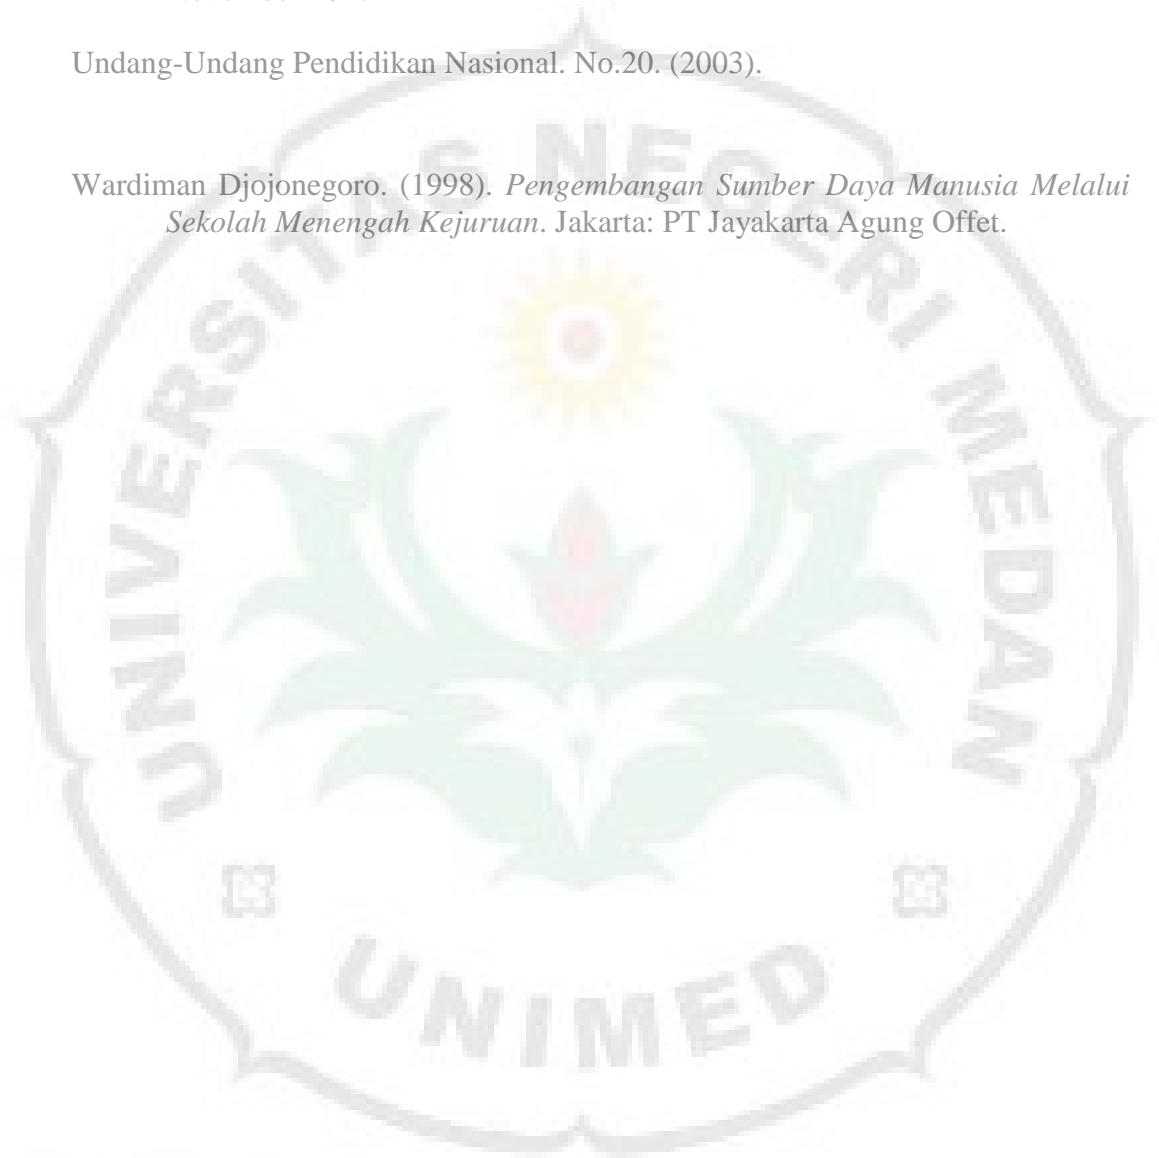 Undang-Undang Pendidikan Nasional. No.20. (2003).
Wardiman Djojonegoro. (1998). Pengembangan Sumber Daya Manusia Melalui
Sekolah Menengah Kejuruan. Jakarta: PT Jayakarta Agung Offet.
UNIVERSITAS NEGERI MEDAN
UNIMED